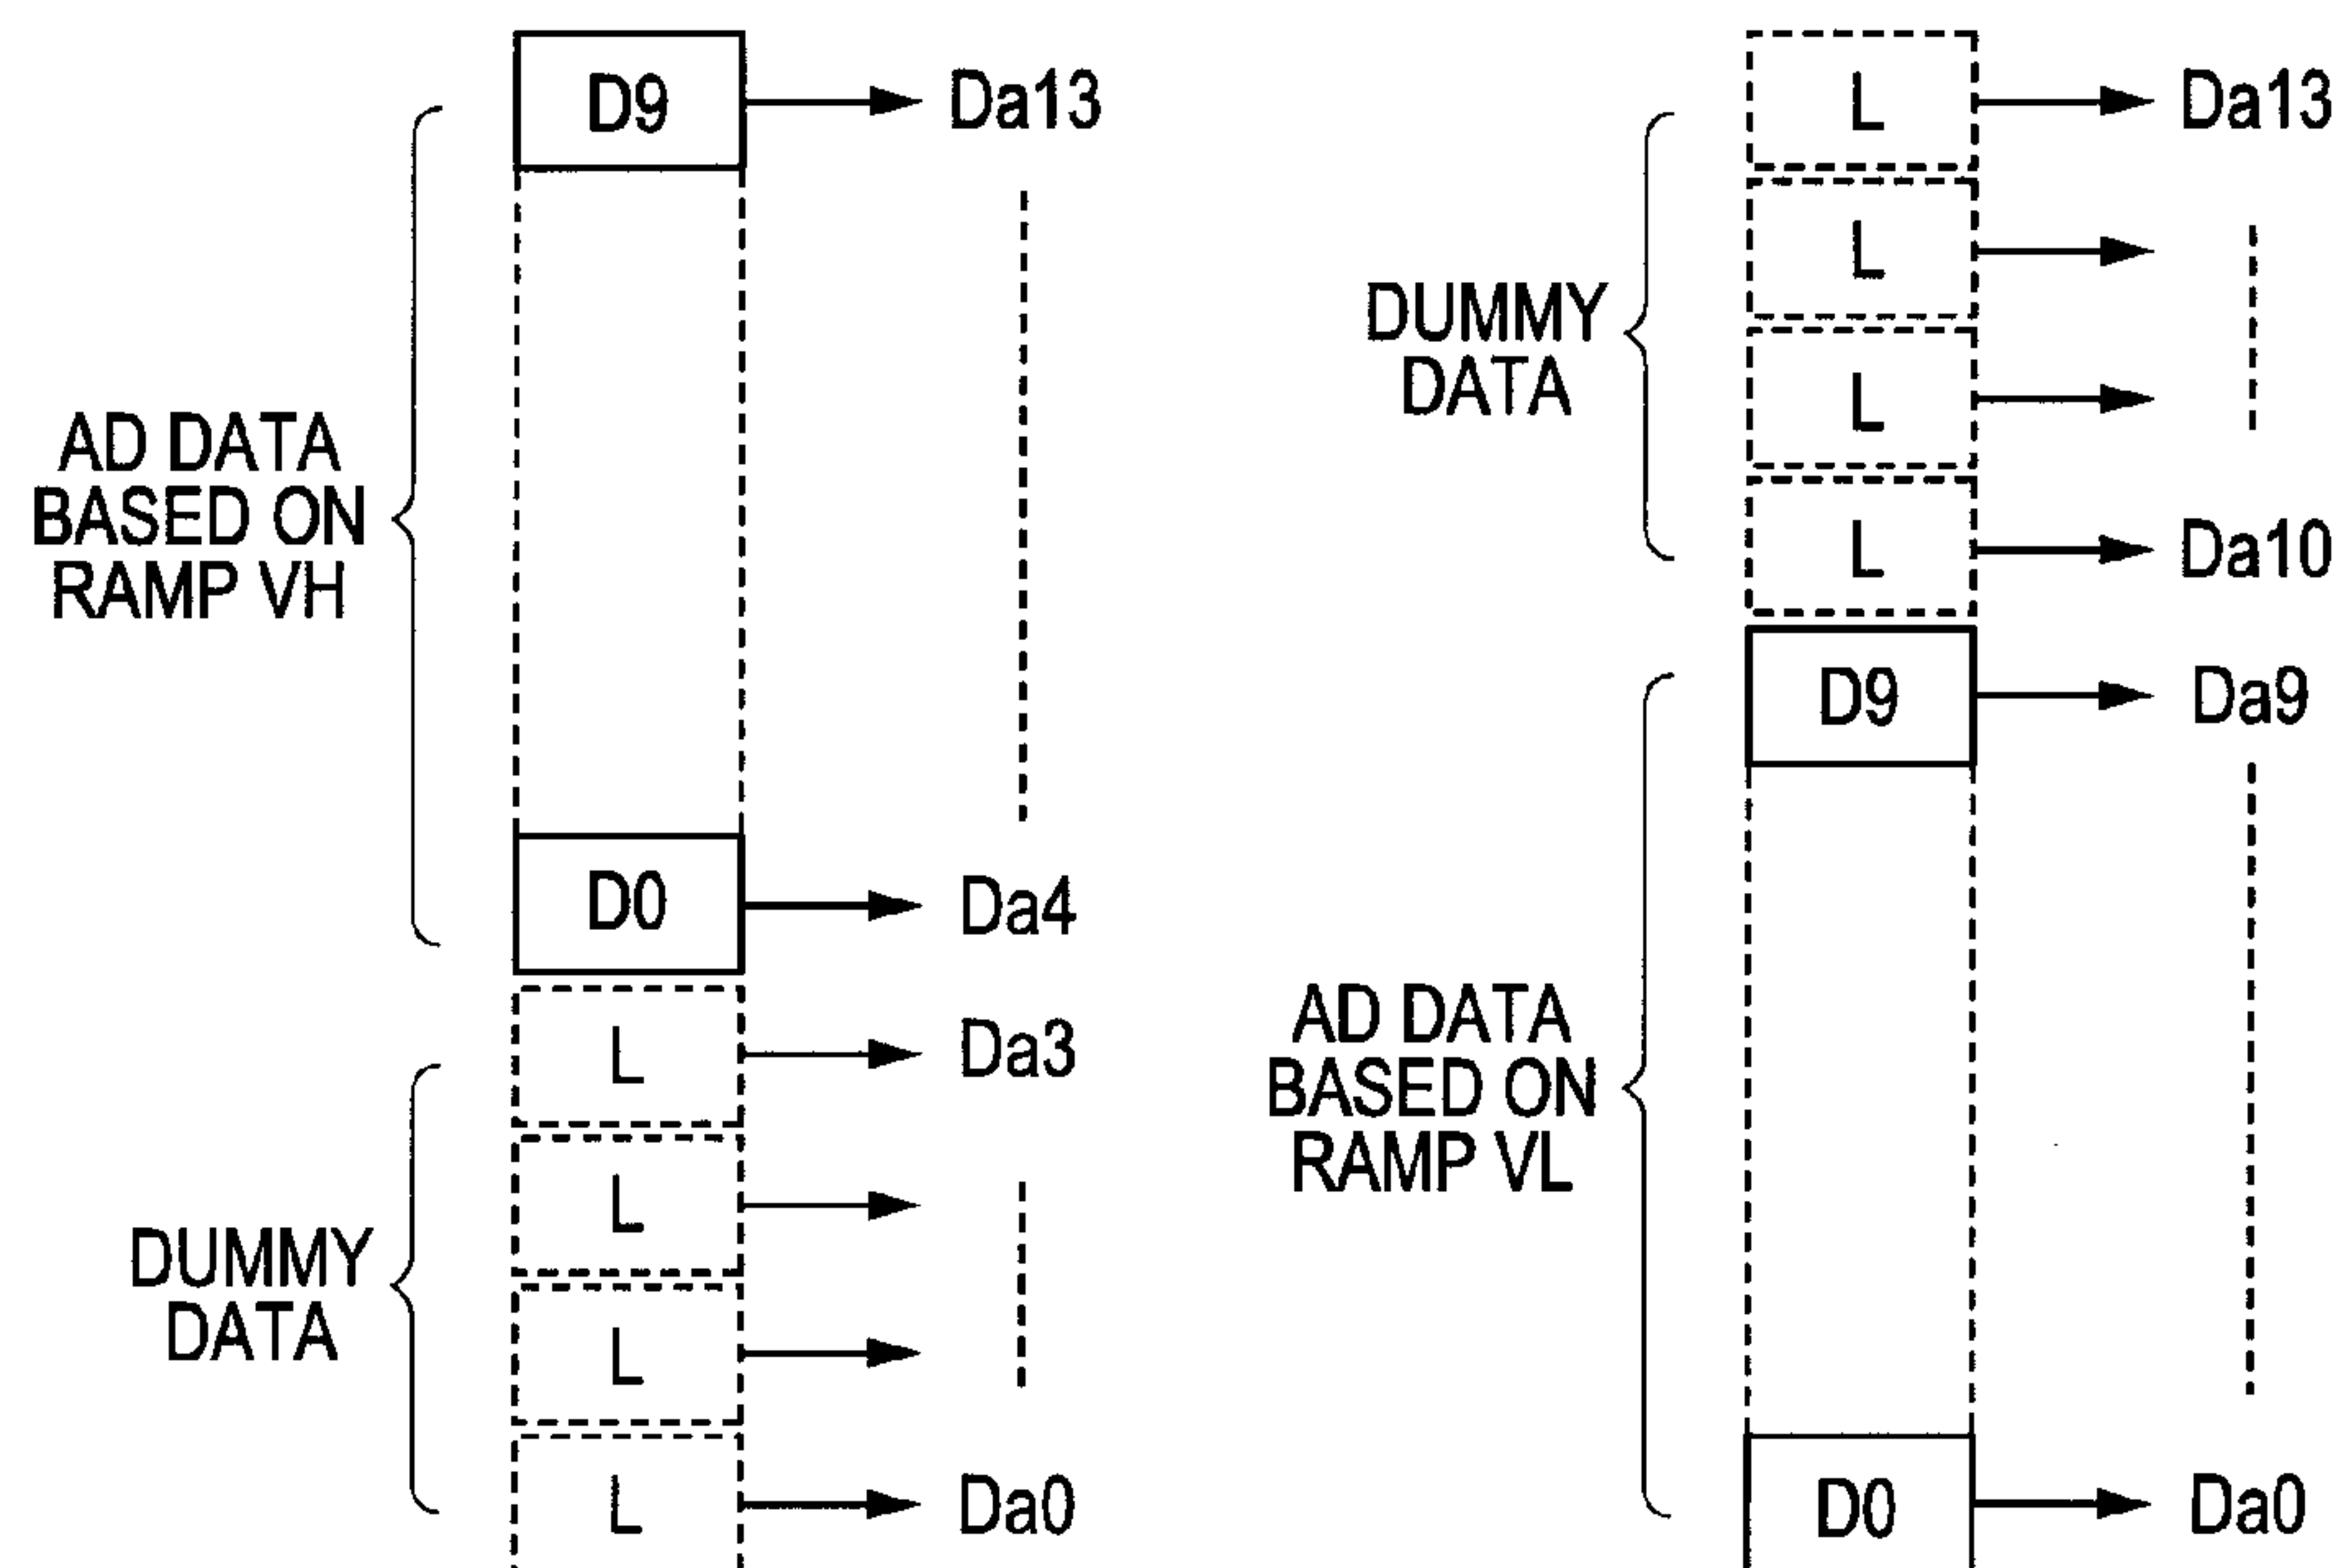 D9 Da13
AD DATA
BASED ON
RAMP VH
D0 Da4
L Da3
L
DUMMY
DATA
L
L Da0
L Da13
L
DUMMY
DATA
L
L Da10
D9 Da9
AD DATA
BASED ON
RAMP VL
D0 Da0